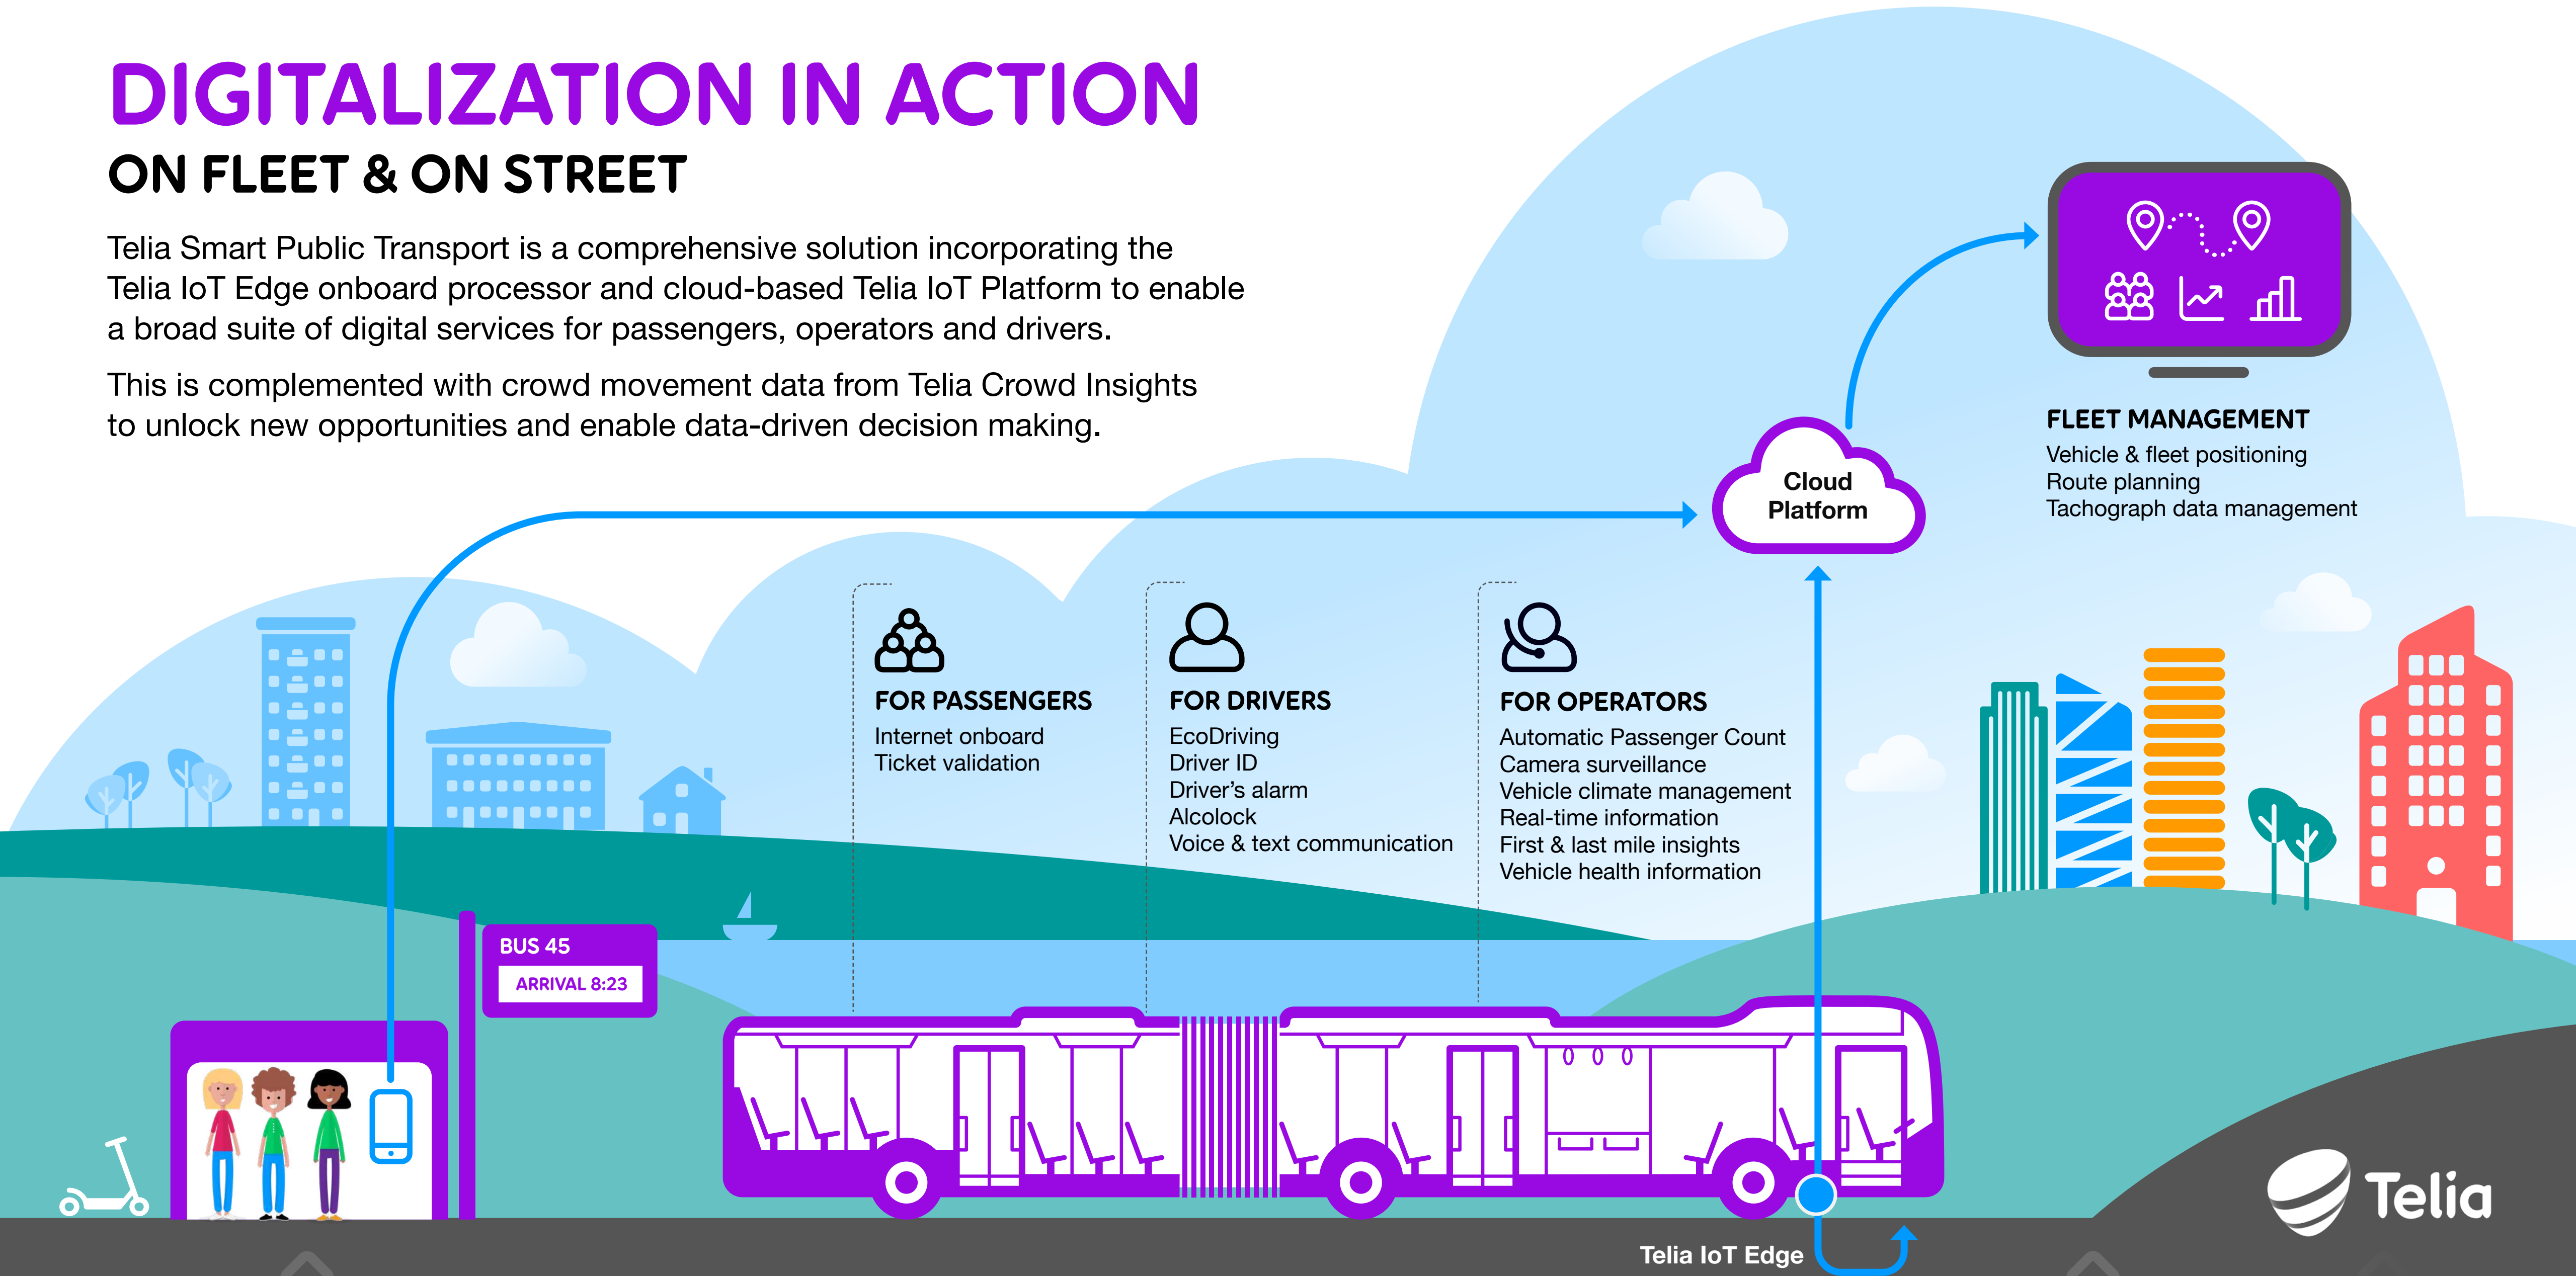 DIGITALIZATION IN ACTION
ON FLEET & ON STREET
Telia Smart Public Transport is a comprehensive solution incorporating the
Telia IoT Edge onboard processor and cloud-based Telia IoT Platform to enable
a broad suite of digital services for passengers, operators and drivers.
This is complemented with crowd movement data from Telia Crowd Insights
to unlock new opportunities and enable data-driven decision making.
Cloud
Platform
FLEET MANAGEMENT
Vehicle & fleet positioning
Route planning
Tachograph data management
FOR PASSENGERS
Internet onboard
Ticket validation
FOR DRIVERS
EcoDriving
Driver ID
Driver’s alarm
Alcolock
Voice & text communication
FOR OPERATORS
Automatic Passenger Count
Camera surveillance
Vehicle climate management
Real-time information
First & last mile insights
Vehicle health information
BUS 45
ARRIVAL 8:23
Telia IoT Edge
Telia